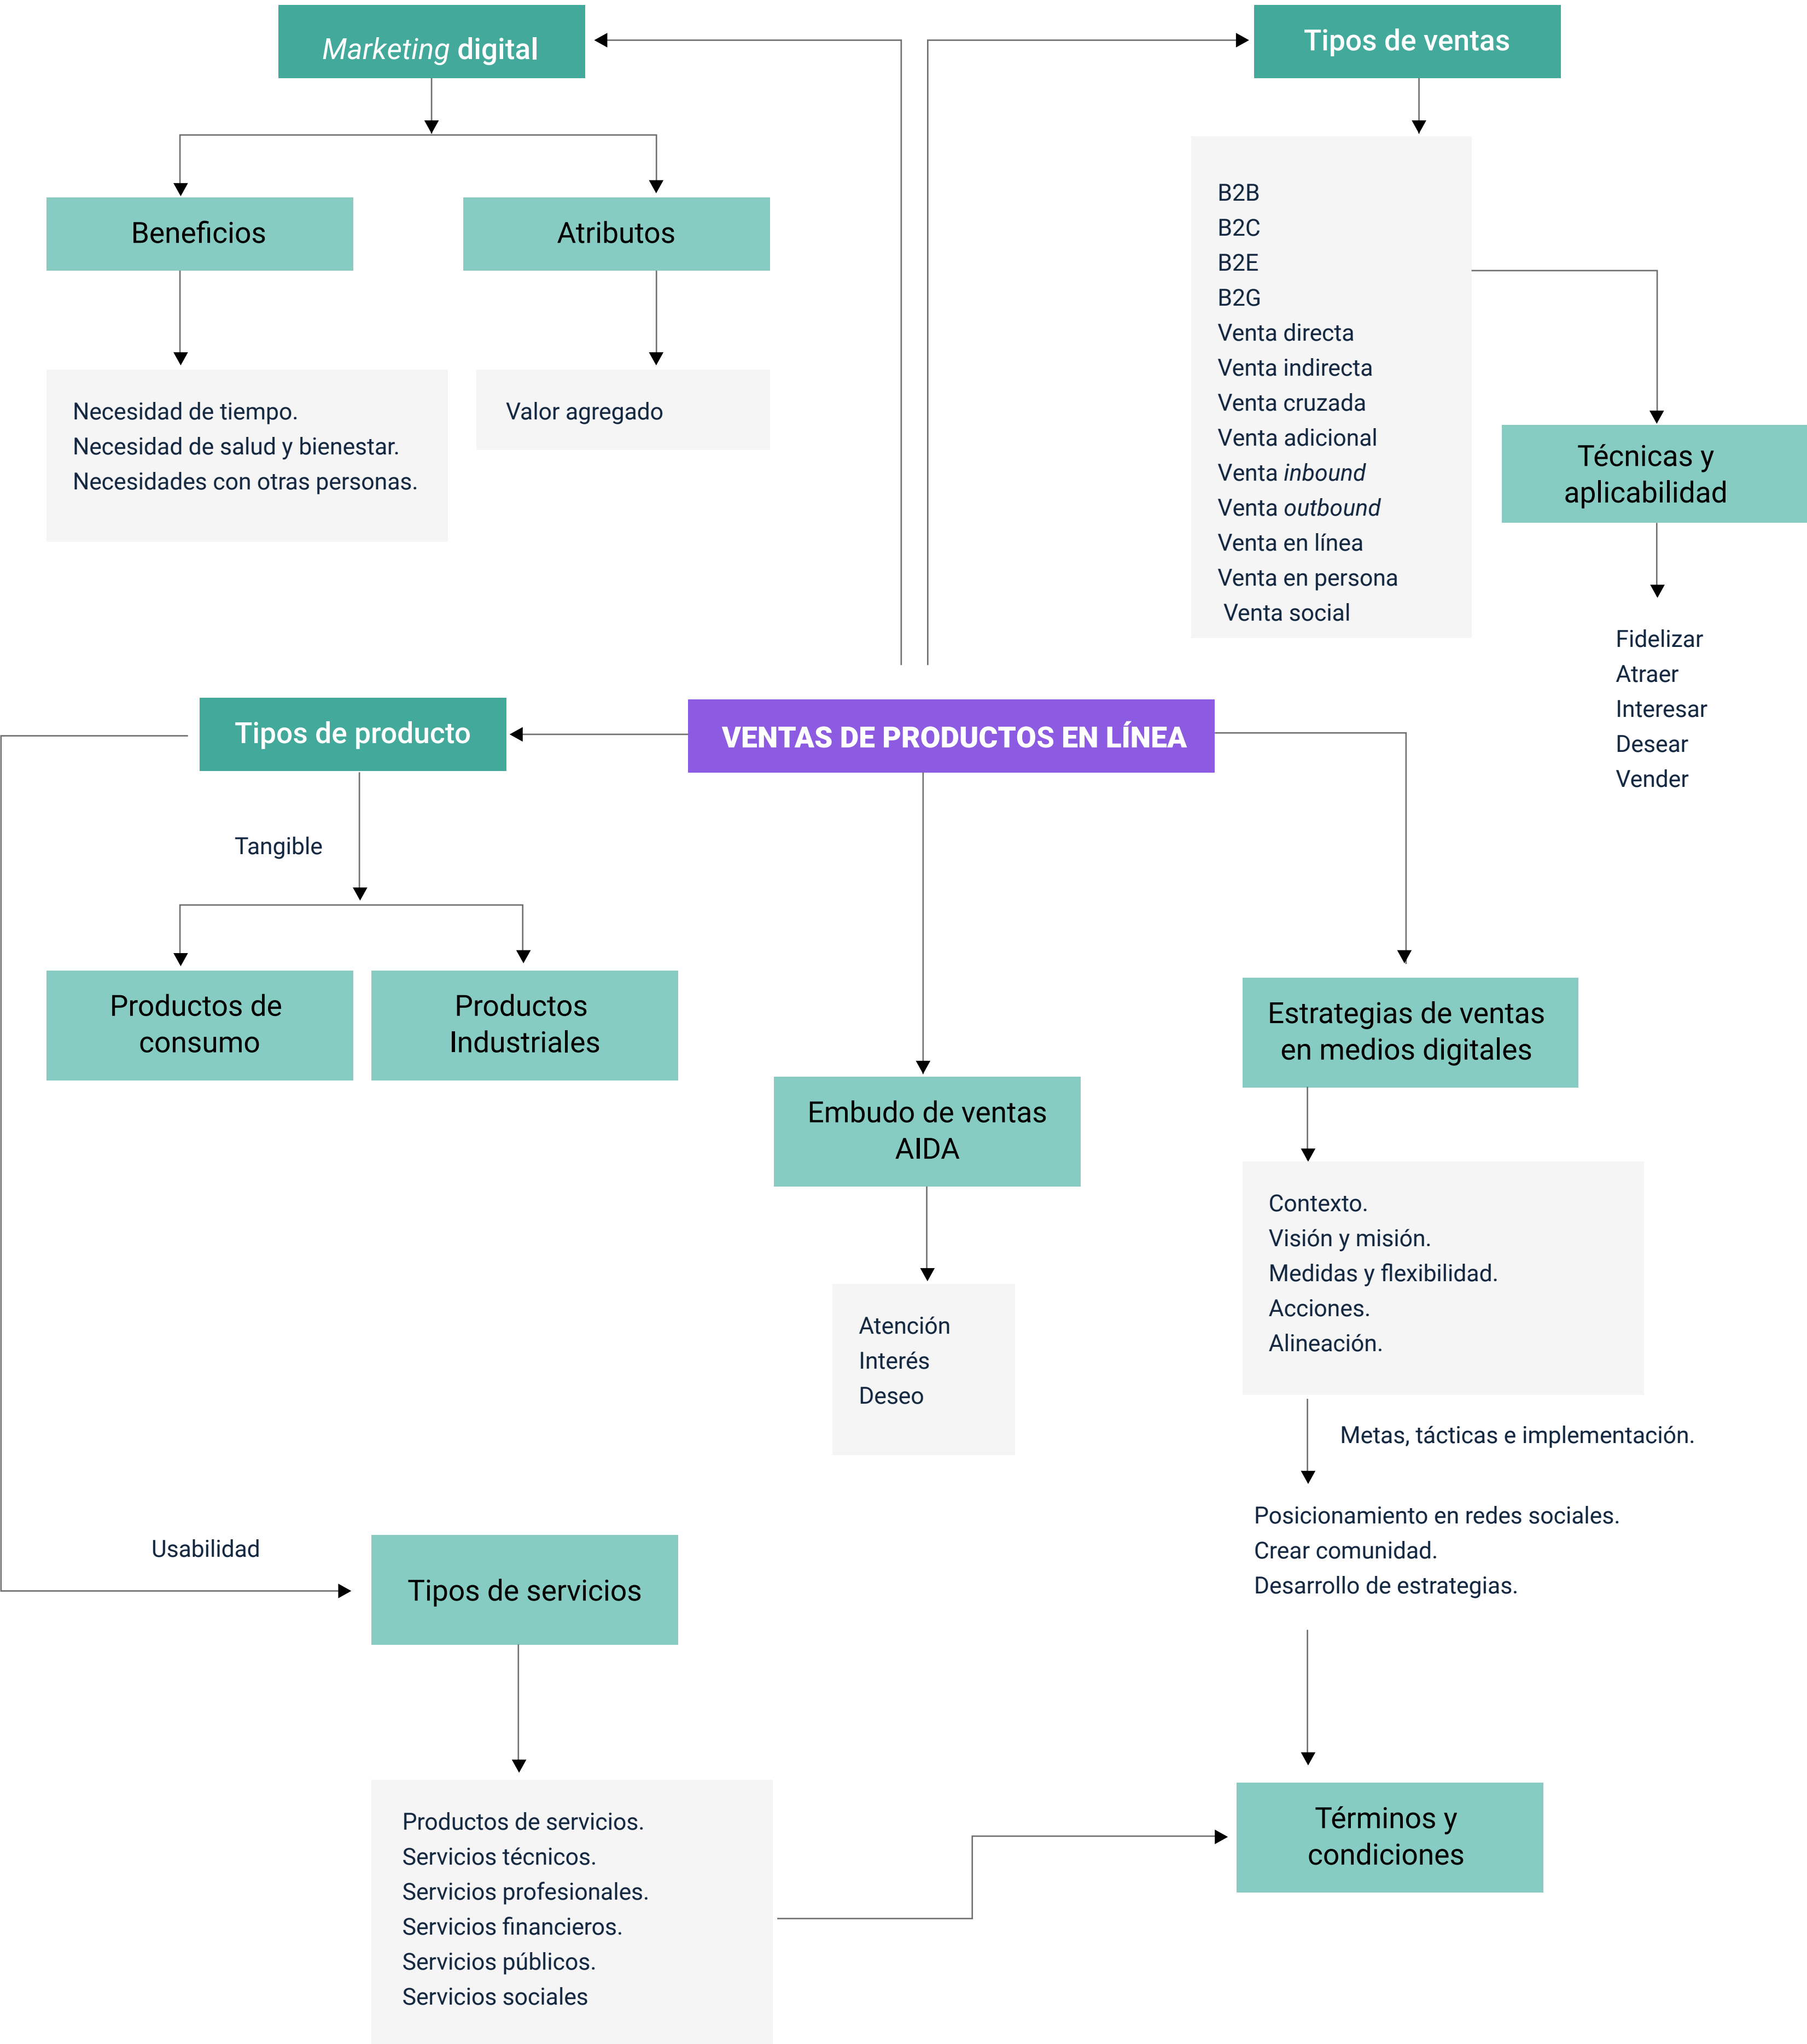 Marketing digital
Tipos de ventas
Beneficios
Atributos
Necesidad de tiempo.
Necesidad de salud y bienestar.
Necesidades con otras personas.
Valor agregado
B2B
B2C
B2E
B2G
Venta directa
Venta indirecta
Venta cruzada
Venta adicional
Venta inbound
Venta outbound
Venta en línea
Venta en persona
Venta social
Técnicas y
aplicabilidad
Fidelizar
Atraer
Interesar
Desear
Vender
VENTAS DE PRODUCTOS EN LÍNEA
Tipos de producto
Tangible
Productos de
consumo
Productos
Industriales
Embudo de ventas
AIDA
Atención
Interés
Deseo
Estrategias de ventas
en medios digitales
Contexto.
Visión y misión.
Medidas y flexibilidad.
Acciones.
Alineación.
Metas, tácticas e implementación.
Posicionamiento en redes sociales.
Crear comunidad.
Desarrollo de estrategias.
Usabilidad
Tipos de servicios
Productos de servicios.
Servicios técnicos.
Servicios profesionales.
Servicios financieros.
Servicios públicos.
Servicios sociales
Términos y
condiciones